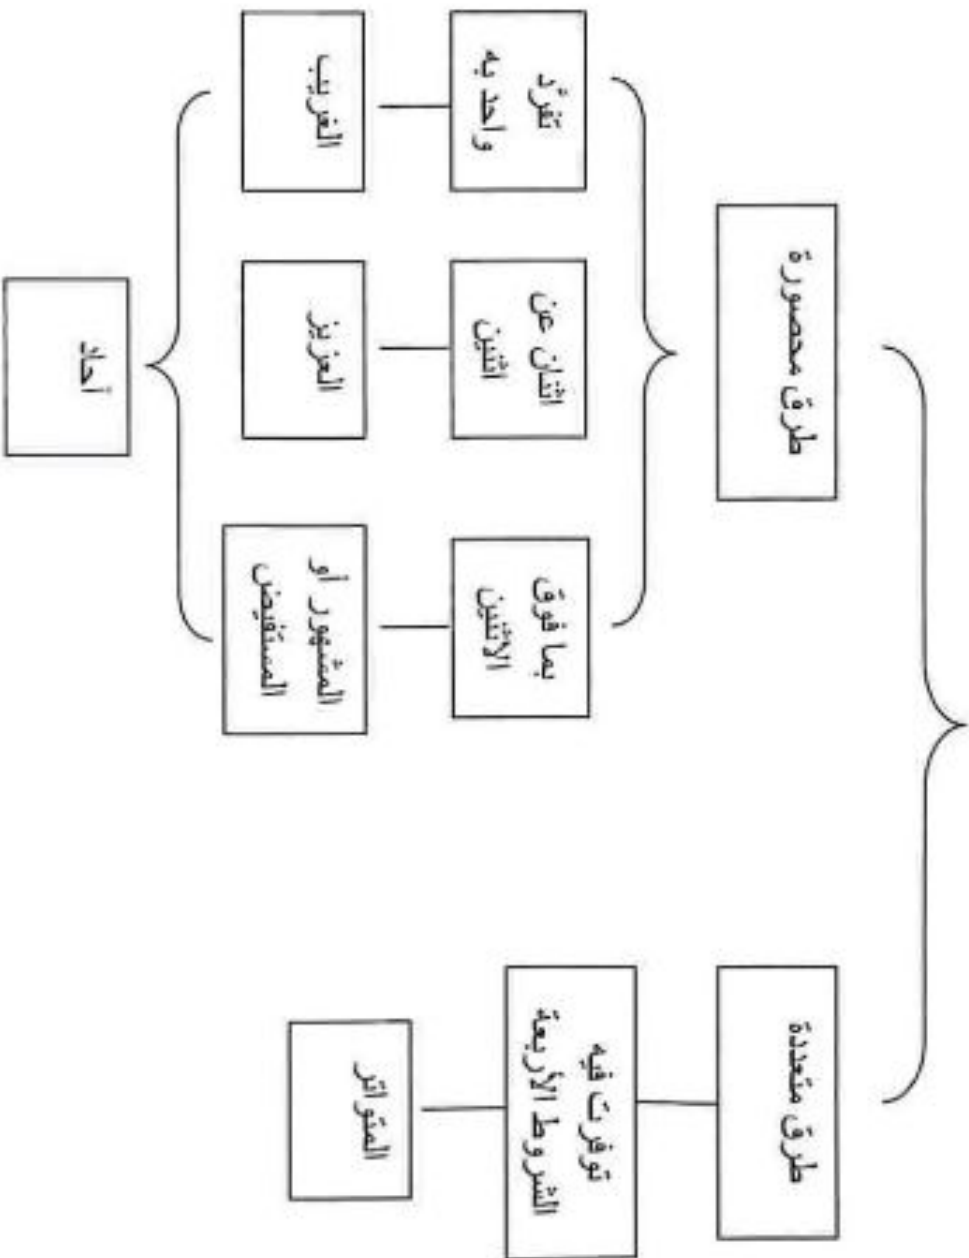 طرق متعددة
طرق محصورة
توفرت فيه
الشروط الأربعة
بما فوق
الاثنين
اثنان عن
اثنين
تفرّد
واحد به
المتواتر
المشهور أو
المستفيض
العزيز
الغريب
آحاد